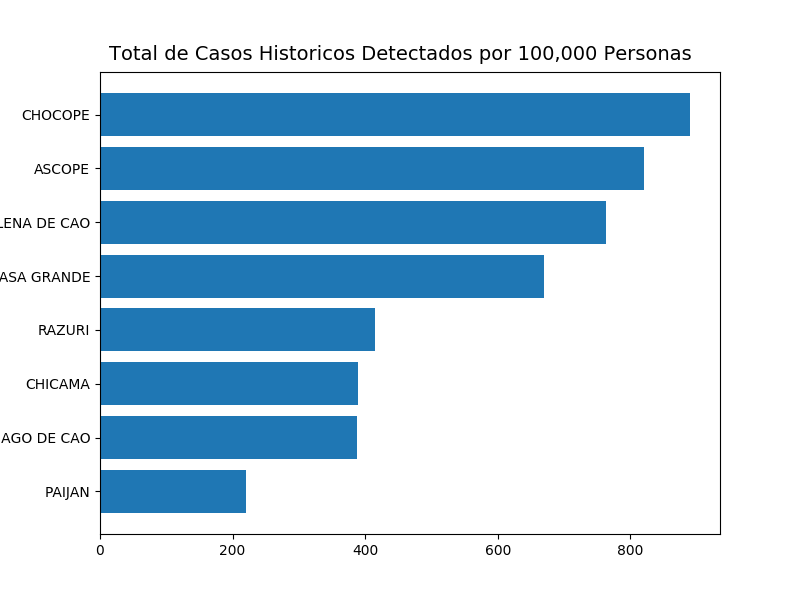 Total de Casos Historicos Detectados por 100,000 Personas
CHOCOPE
ASCOPE
LENA DE CAO
ASA GRANDE
RAZURI
CHICAMA
AGO DE CAO
PAIJAN
0 200 400 600 800